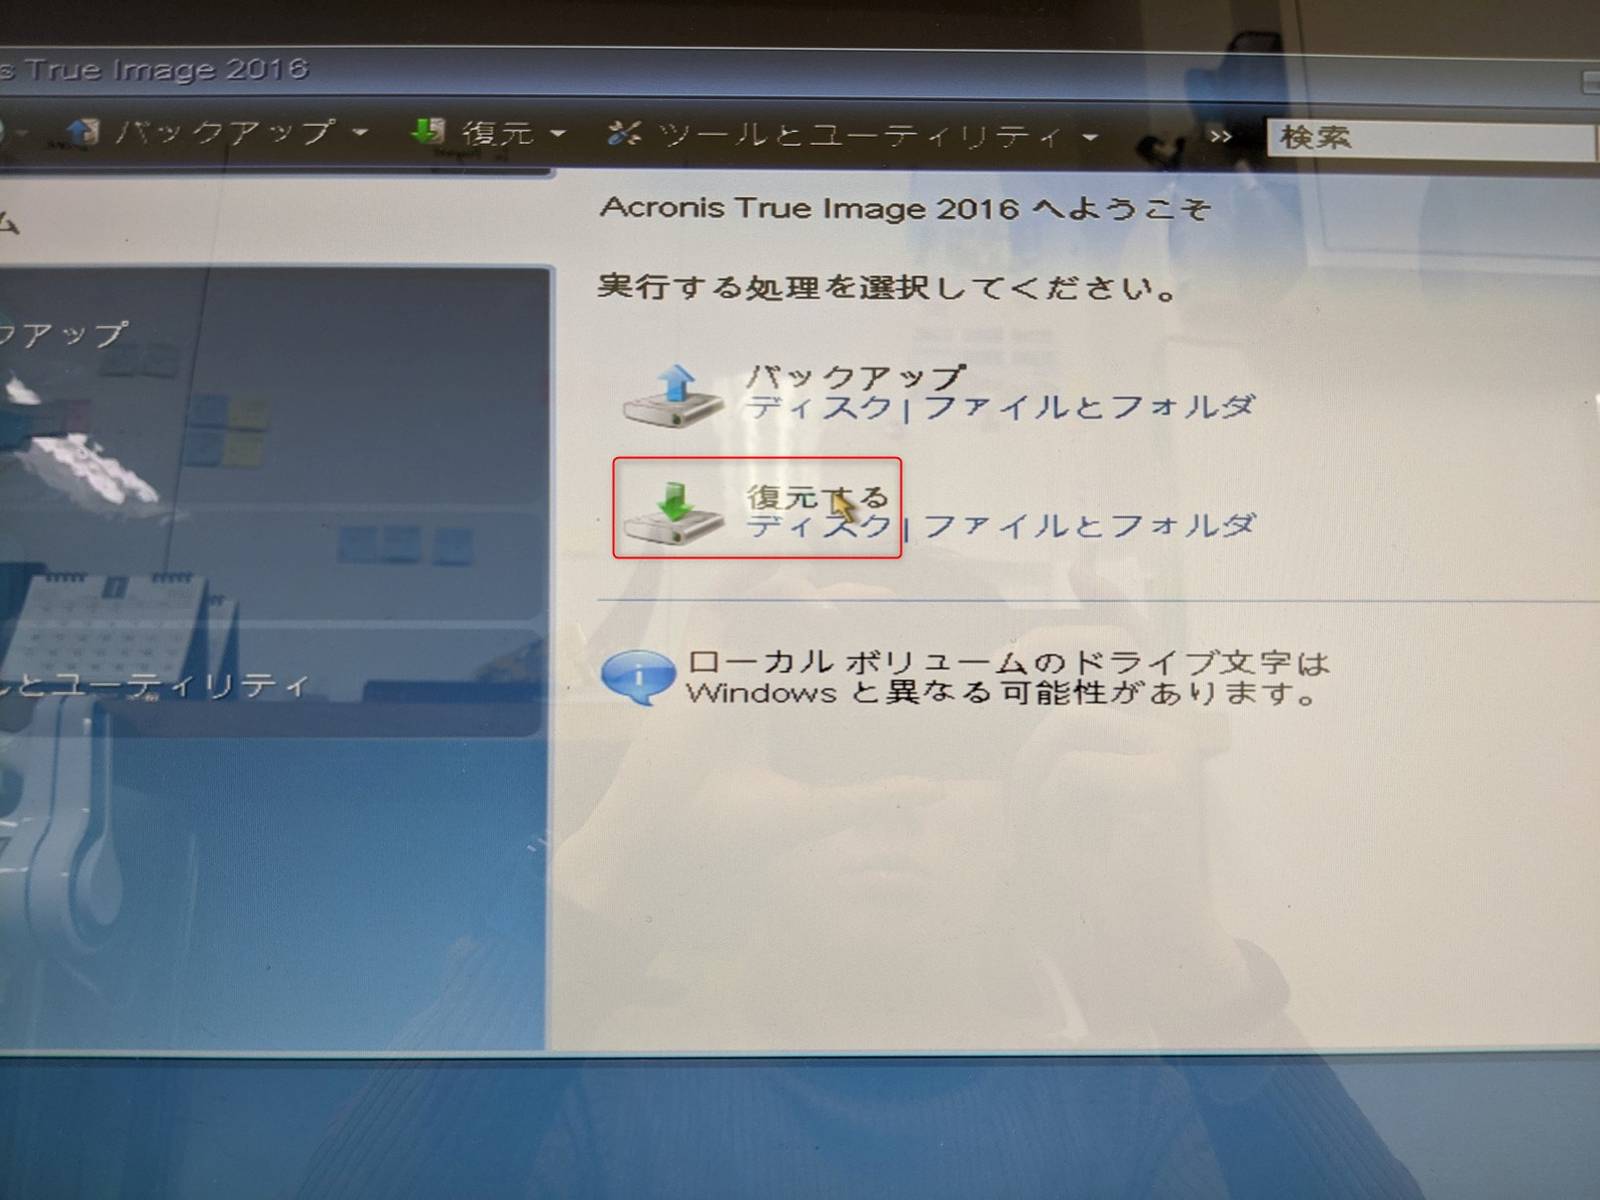 s True Image 2016
バックアップ 復元 ツールとユーティリティ » 検索
ム
Acronis True Image 2016 へようこそ
実行する処理を選択してください。
クアップ
バックアップ
ディスク | ファイルとフォルダ
復元する
ディスク | ファイルとフォルダ
ローカル ボリュームのドライブ文字は
Windows と異なる可能性があります。
ルとユーティリティ